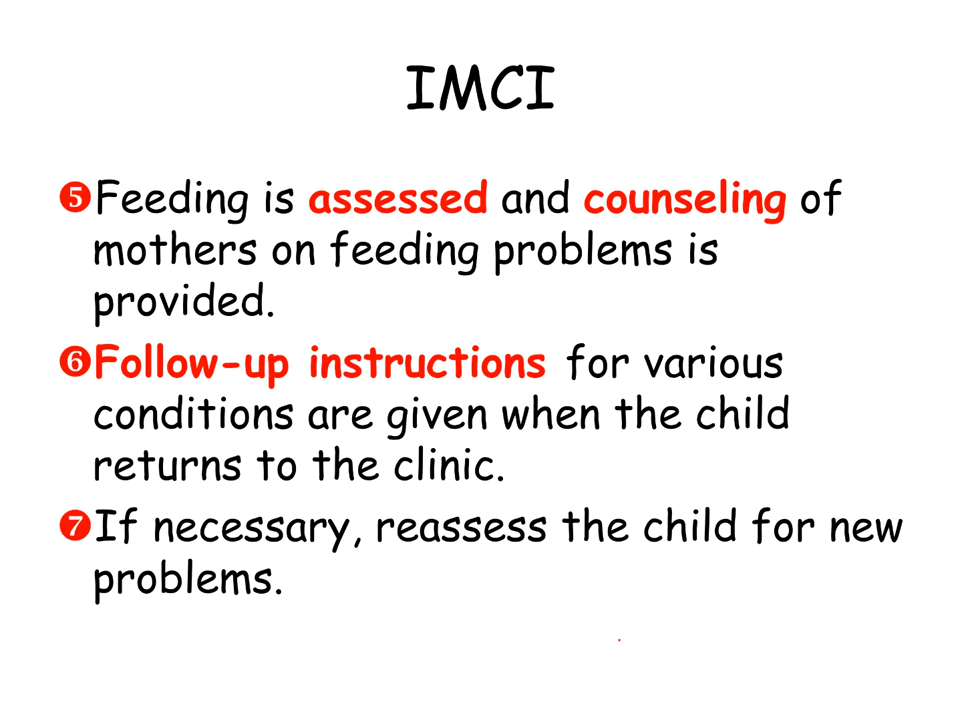 IMCI
❺Feeding is assessed and counseling of
mothers on feeding problems is
provided.
❻Follow-up instructions for various
conditions are given when the child
returns to the clinic.
❼If necessary, reassess the child for new
problems.